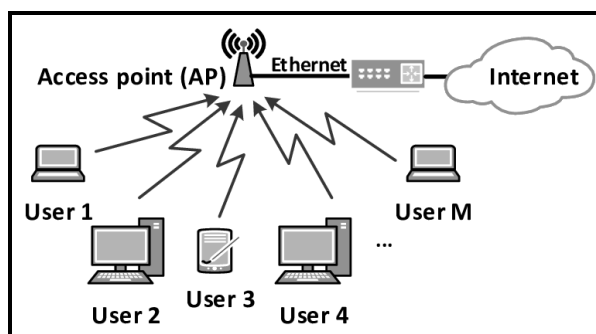 Ethernet
Access point (AP)
Internet
User 1
User M
...
User 2
User 3
User 4